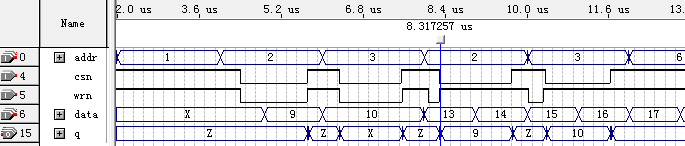 Name
2.0 us 3.6 us 5.2 us 6.8 us 8.4 us 10.0 us 11.6 us 13.
8.317257 us
0 addr 1 2 3 2 3 6
4 csn
5 wrn
6 data X 9 10 13 14 15 16 17
15 q Z Z X Z 9 Z 10